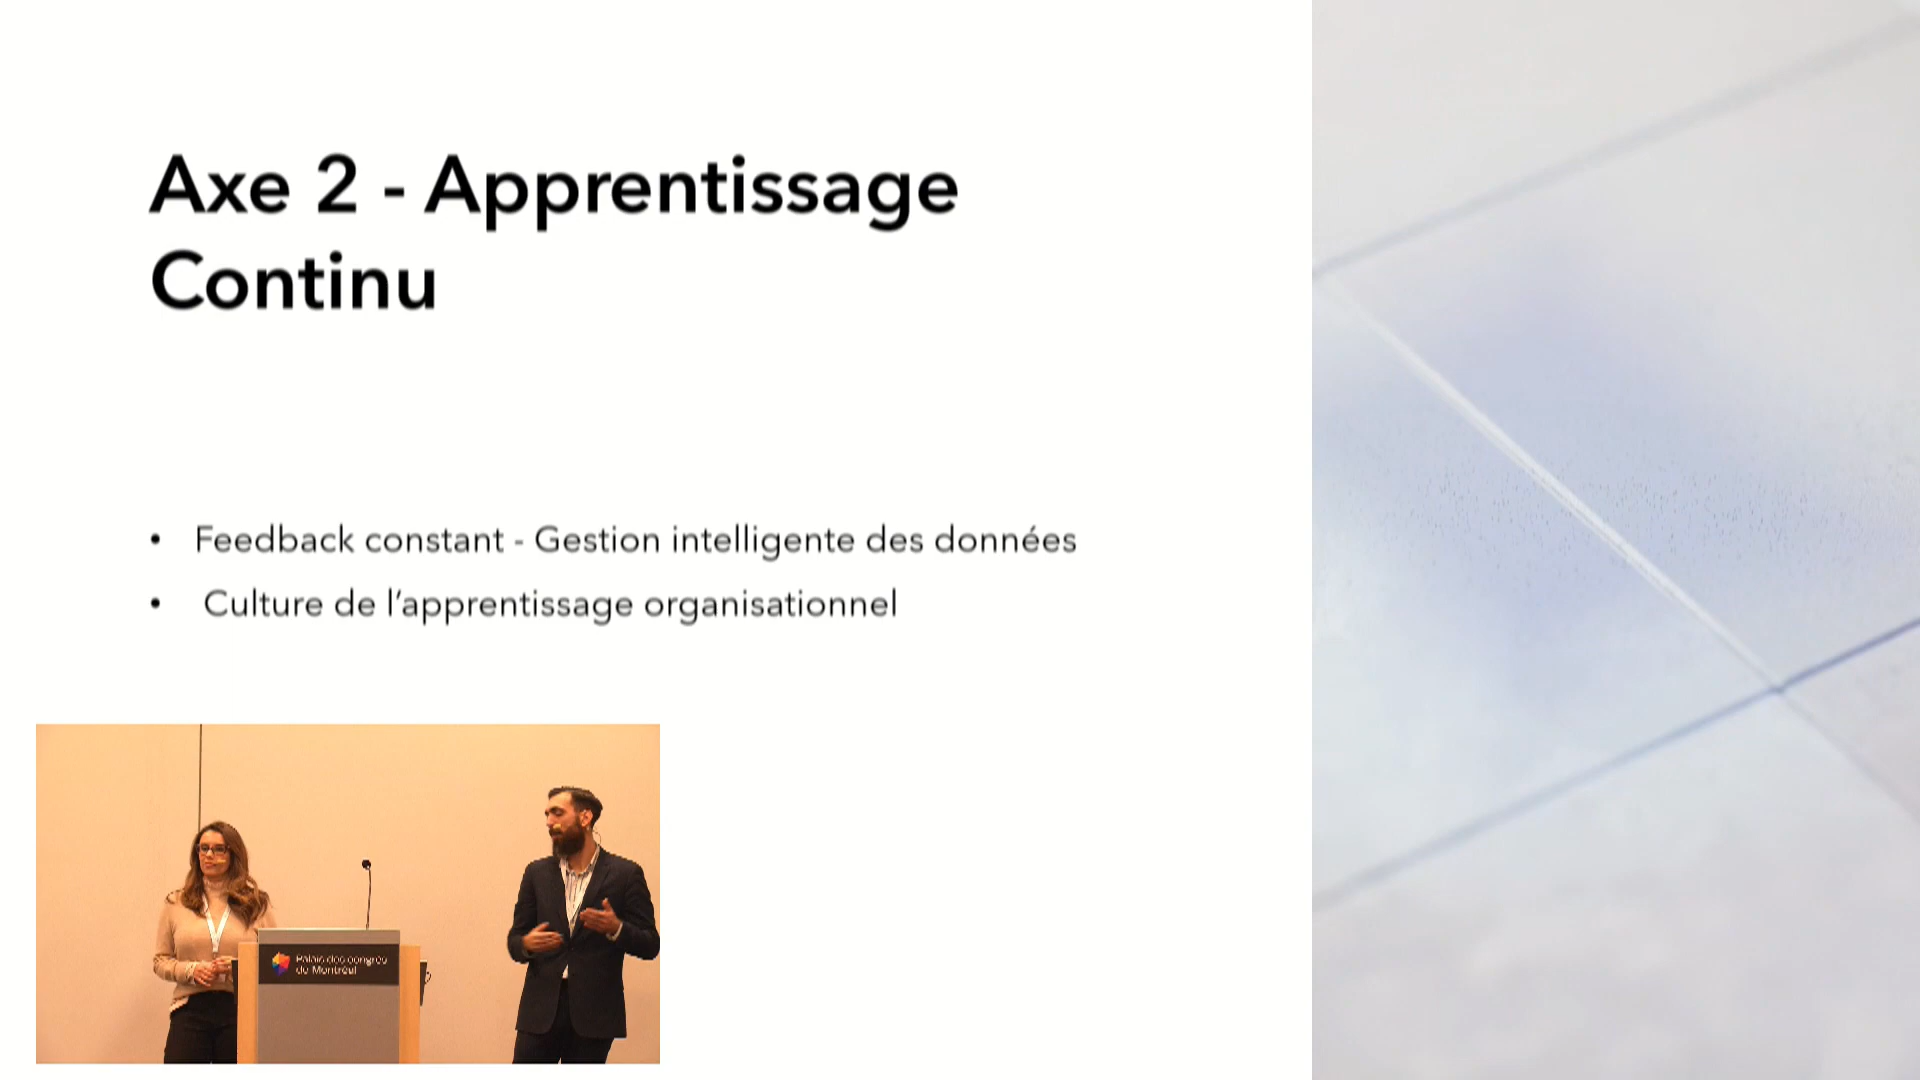 Axe 2 - Apprentissage
Continu
• Feedback constant - Gestion intelligente des données
• Culture de l’apprentissage organisationnel
Palais des congrès
de Montréal